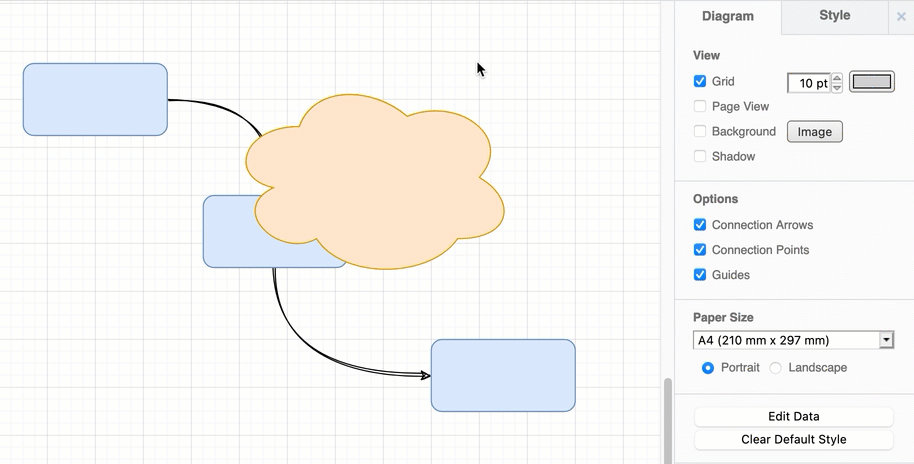 Diagram Style
View
Grid 10 pt
Page View
Background Image
Shadow
Options
Connection Arrows
Connection Points
Guides
Paper Size
A4 (210 mm x 297 mm)
Portrait Landscape
Edit Data
Clear Default Style